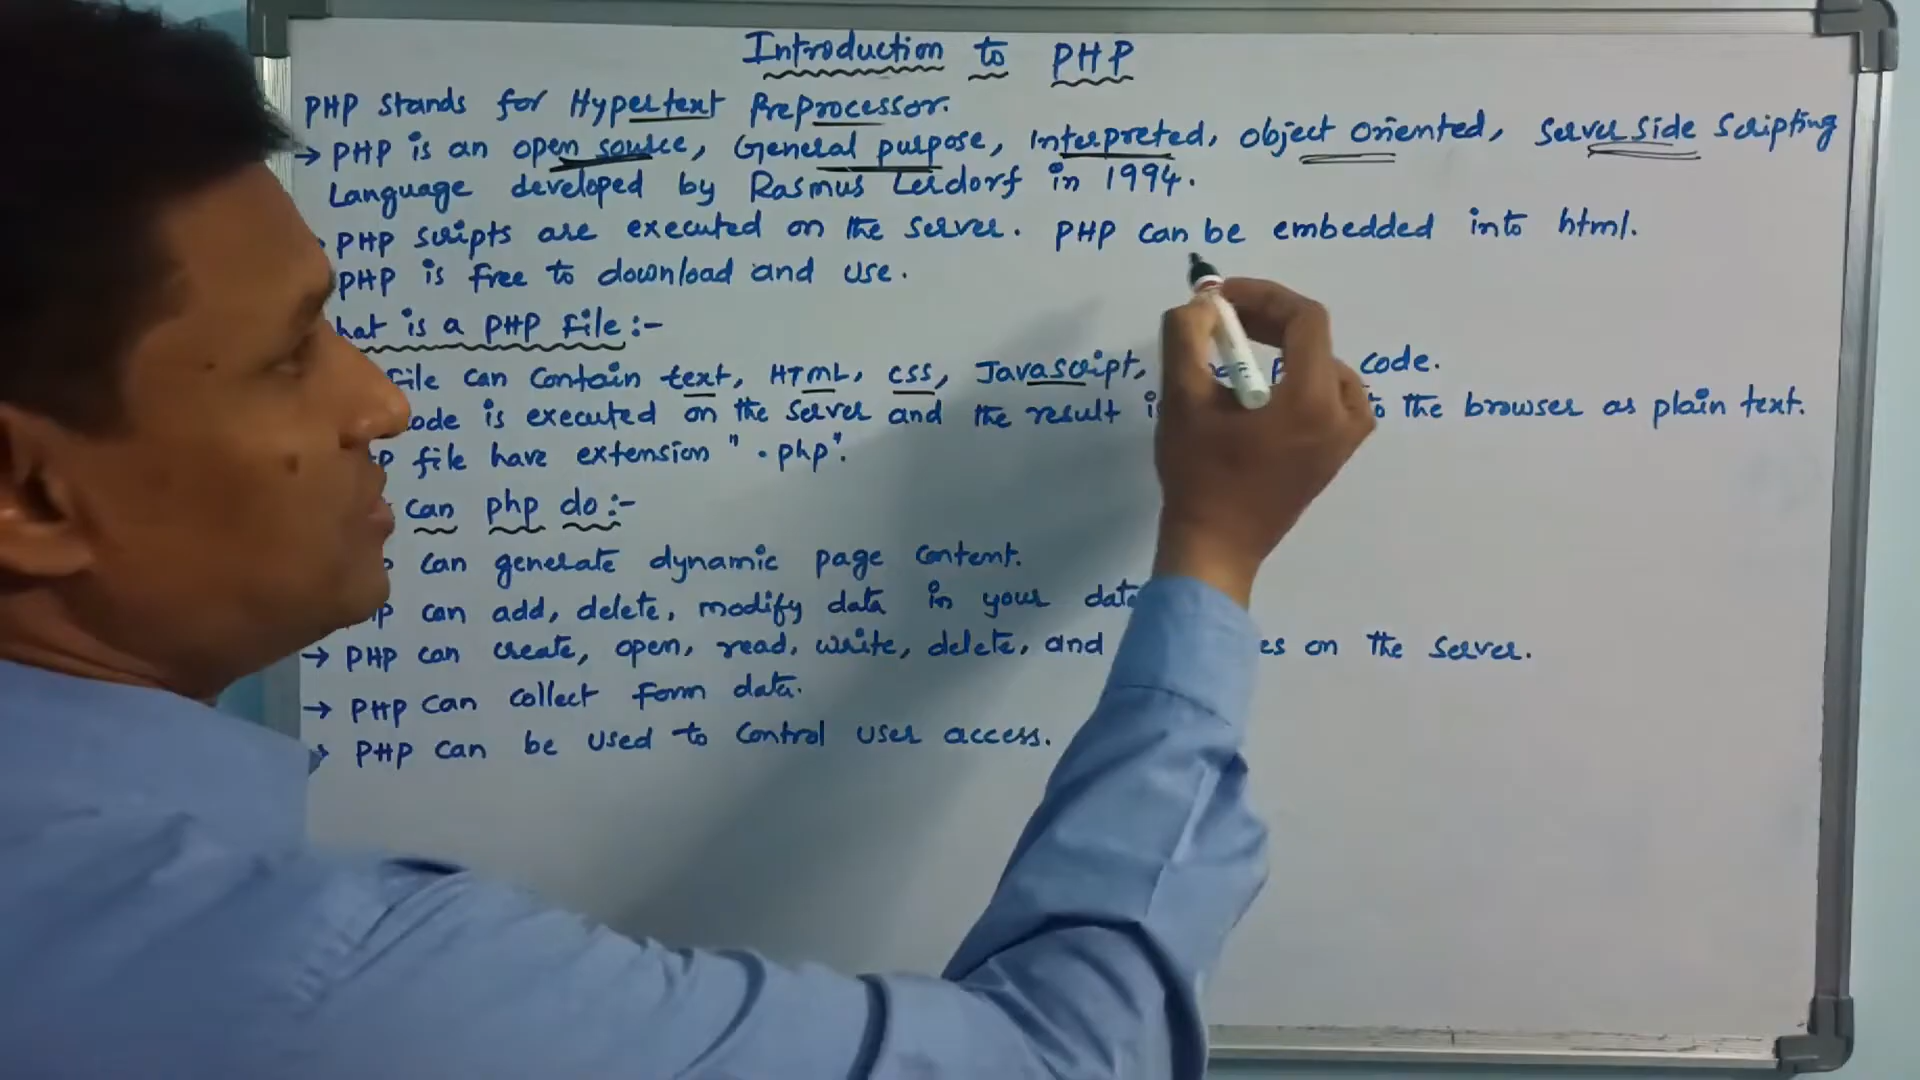 Introduction to PHP
PHP stands for Hypertext Preprocessor.
→ PHP is an open source, General purpose, Interpreted, object oriented, Server side Scripting
Language developed by Rasmus Lerdorf in 1994.
PHP scripts are executed on the server. PHP can be embedded into html.
PHP is free to download and use.
is a PHP file:-
file can contain text, HTML, CSS, Javascript, code.
code is executed on the server and the result the browser as plain text.
file have extension ".php".
can php do:-
can generate dynamic page content.
can add, delete, modify data in your
→ PHP can create, open, read, write, delete, and on the server.
→ PHP can collect form data.
→ PHP can be used to control user access.